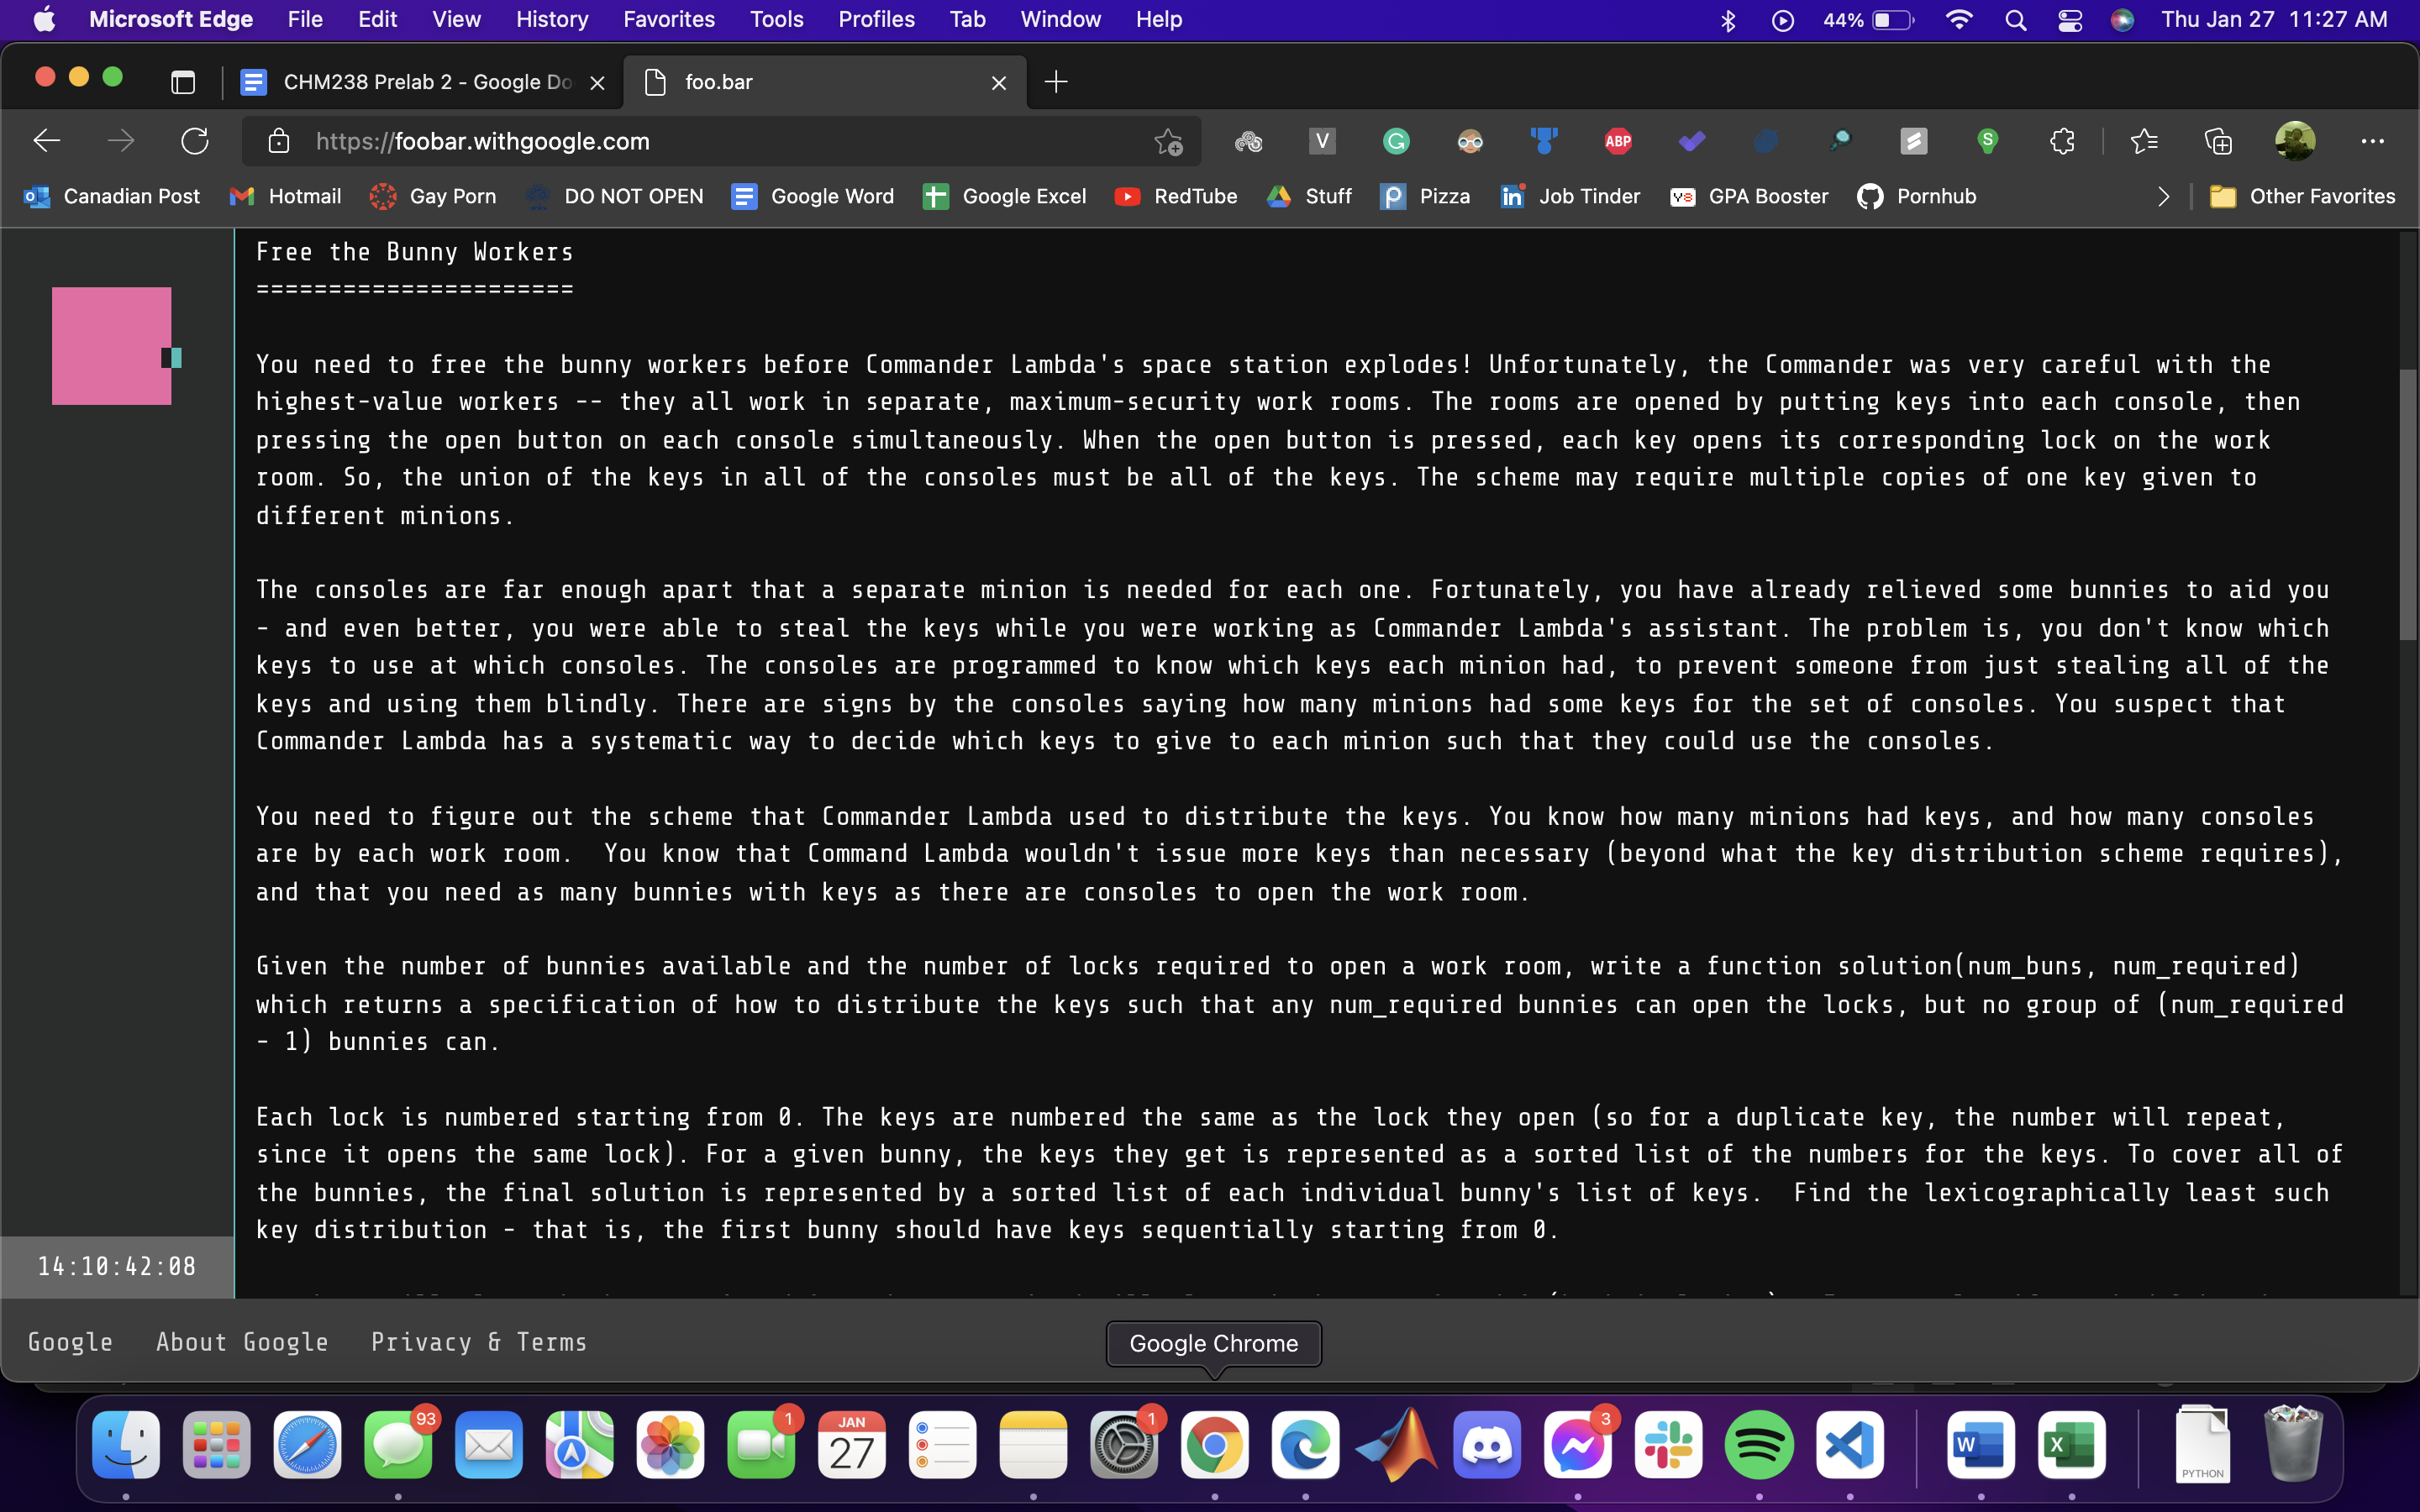 Microsoft Edge File Edit View History Favorites Tools Profiles Tab Window Help 44% Thu Jan 27 11:27 AM
CHM238 Prelab 2 - Google Do foo.bar
https://foobar.withgoogle.com V G ABP S
Canadian Post Hotmail Gay Porn DO NOT OPEN Google Word Google Excel RedTube Stuff Pizza Job Tinder GPA Booster Pornhub Other Favorites
Free the Bunny Workers
======================
You need to free the bunny workers before Commander Lambda's space station explodes! Unfortunately, the Commander was very careful with the
highest-value workers -- they all work in separate, maximum-security work rooms. The rooms are opened by putting keys into each console, then
pressing the open button on each console simultaneously. When the open button is pressed, each key opens its corresponding lock on the work
room. So, the union of the keys in all of the consoles must be all of the keys. The scheme may require multiple copies of one key given to
different minions.
The consoles are far enough apart that a separate minion is needed for each one. Fortunately, you have already relieved some bunnies to aid you
- and even better, you were able to steal the keys while you were working as Commander Lambda's assistant. The problem is, you don't know which
keys to use at which consoles. The consoles are programmed to know which keys each minion had, to prevent someone from just stealing all of the
keys and using them blindly. There are signs by the consoles saying how many minions had some keys for the set of consoles. You suspect that
Commander Lambda has a systematic way to decide which keys to give to each minion such that they could use the consoles.
You need to figure out the scheme that Commander Lambda used to distribute the keys. You know how many minions had keys, and how many consoles
are by each work room.  You know that Command Lambda wouldn't issue more keys than necessary (beyond what the key distribution scheme requires),
and that you need as many bunnies with keys as there are consoles to open the work room.
Given the number of bunnies available and the number of locks required to open a work room, write a function solution(num_buns, num_required)
which returns a specification of how to distribute the keys such that any num_required bunnies can open the locks, but no group of (num_required
- 1) bunnies can.
Each lock is numbered starting from 0. The keys are numbered the same as the lock they open (so for a duplicate key, the number will repeat,
since it opens the same lock). For a given bunny, the keys they get is represented as a sorted list of the numbers for the keys. To cover all of
the bunnies, the final solution is represented by a sorted list of each individual bunny's list of keys.  Find the lexicographically least such
key distribution - that is, the first bunny should have keys sequentially starting from 0.
14:10:42:08
Google About Google Privacy & Terms
Google Chrome
93 1 JAN 27 1 3 W X PYTHON